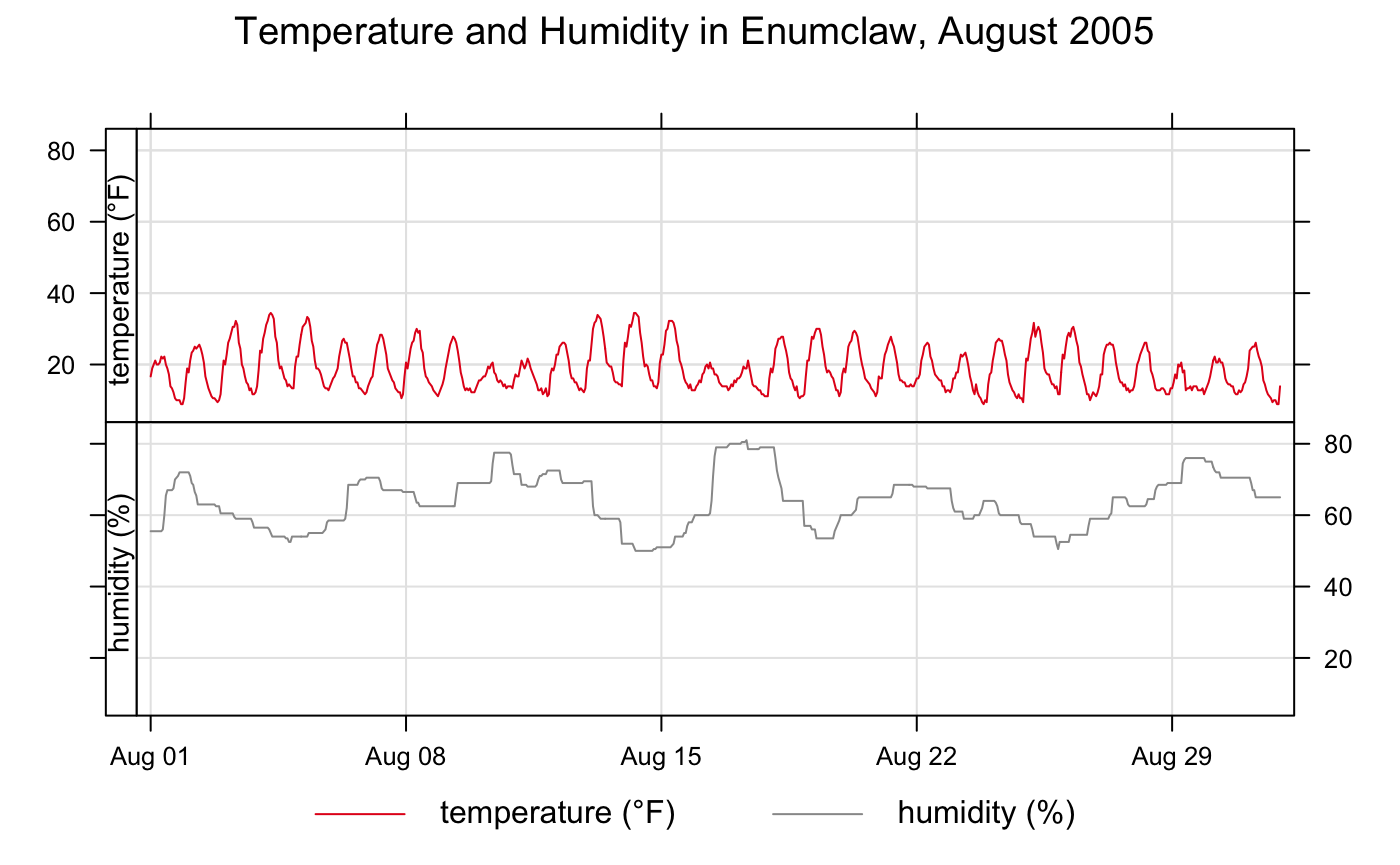 Temperature and Humidity in Enumclaw, August 2005
80
60
40
20
temperature (°F)
humidity (%)
80
60
40
20
Aug 01 Aug 08 Aug 15 Aug 22 Aug 29
temperature (°F) humidity (%)